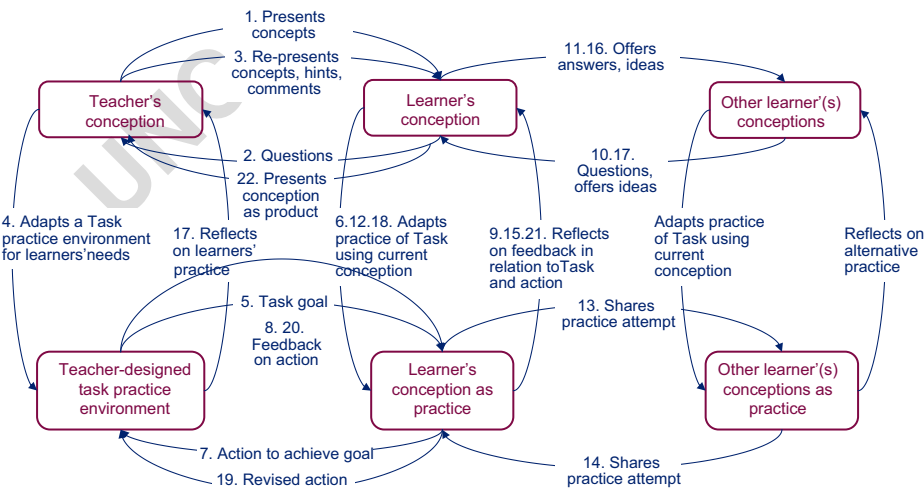 1. Presents
concepts
3. Re-presents
concepts, hints,
comments
11.16. Offers
answers, ideas
Teacher's
conception
Learner's
conception
Other learner'(s)
conceptions
UNC
2. Questions
22. Presents
conception
as product
10.17.
Questions,
offers ideas
4. Adapts a Task
practice environment
for learners'needs
17. Reflects
on learners'
practice
6.12.18. Adapts
practice of Task
using current
conception
9.15.21. Reflects
on feedback in
relation toTask
and action
Adapts practice
of Task using
current
conception
Reflects on
alternative
practice
5. Task goal
8. 20.
Feedback
on action
13. Shares
practice attempt
Teacher-designed
task practice
environment
Learner's
conception as
practice
Other learner'(s)
conceptions as
practice
7. Action to achieve goal
19. Revised action
14. Shares
practice attempt